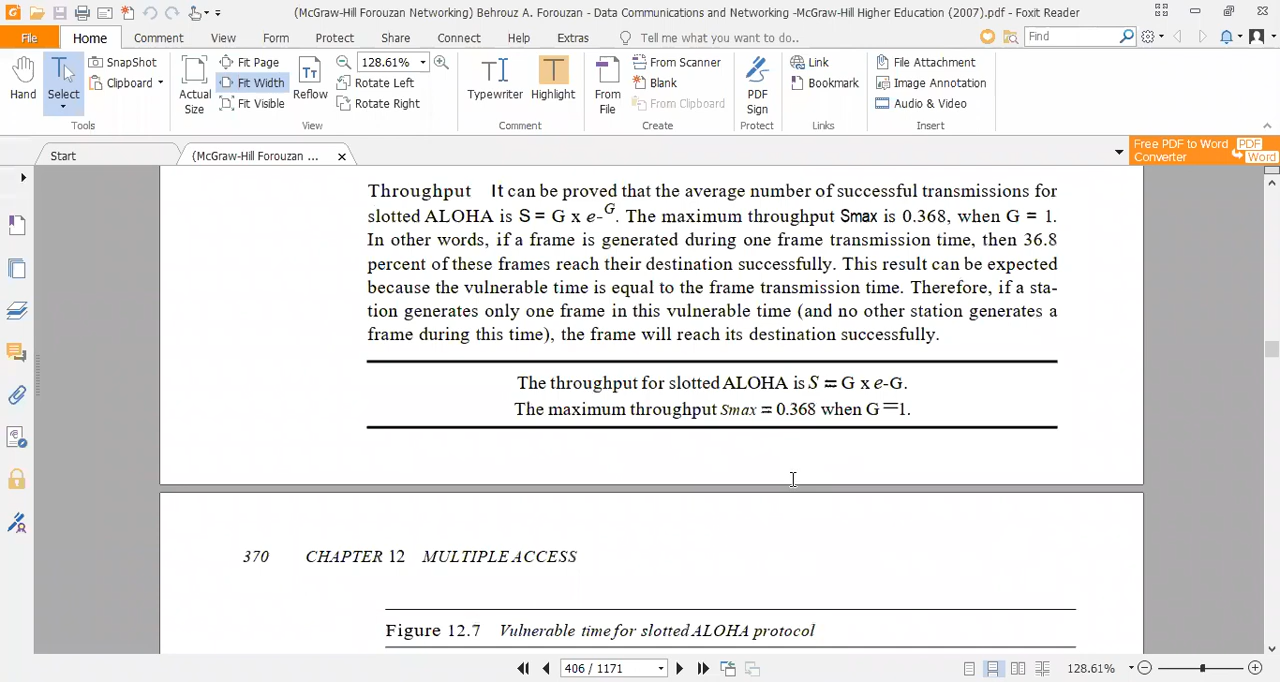 (McGraw-Hill Forouzan Networking) Behrouz A. Forouzan - Data Communications and Networking -McGraw-Hill Higher Education (2007).pdf - Foxit Reader
File Home Comment View Form Protect Share Connect Help Extras Tell me what you want to do.. Find
Hand
Select
SnapShot
Clipboard
Tools
Actual Size
Fit Page
Fit Width
Fit Visible
Reflow
128.61%
Rotate Left
Rotate Right
View
Typewriter
Highlight
Comment
From File
From Scanner
Blank
From Clipboard
Create
PDF Sign
Protect
Link
Bookmark
Links
File Attachment
Image Annotation
Audio & Video
Insert
Start (McGraw-Hill Forouzan ...
Free PDF to Word Converter PDF Word
Throughput It can be proved that the average number of successful transmissions for
slotted ALOHA is S = G x e-G. The maximum throughput Smax is 0.368, when G = 1.
In other words, if a frame is generated during one frame transmission time, then 36.8
percent of these frames reach their destination successfully. This result can be expected
because the vulnerable time is equal to the frame transmission time. Therefore, if a sta-
tion generates only one frame in this vulnerable time (and no other station generates a
frame during this time), the frame will reach its destination successfully.
The throughput for slotted ALOHA is S = G x e-G.
The maximum throughput Smax = 0.368 when G = 1.
370 CHAPTER 12 MULTIPLE ACCESS
Figure 12.7 Vulnerable time for slotted ALOHA protocol
406 / 1171
128.61%